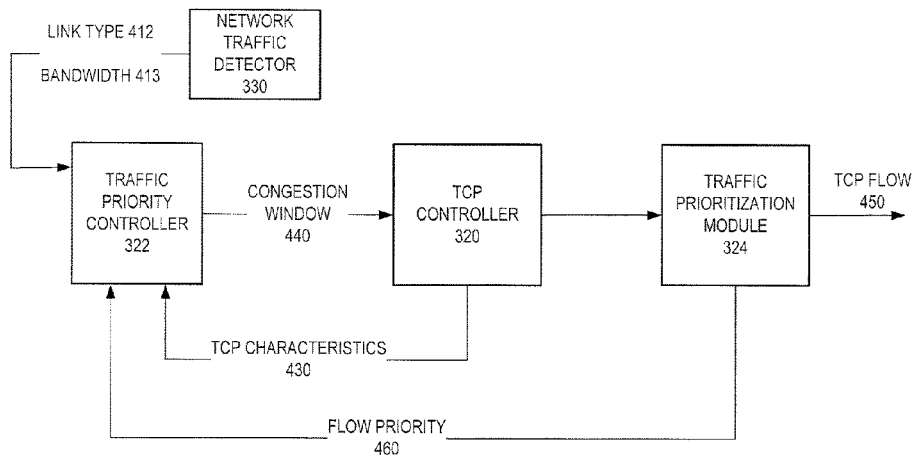 LINK TYPE 412
BANDWIDTH 413
NETWORK
TRAFFIC
DETECTOR
330
TRAFFIC
PRIORITY
CONTROLLER
322
CONGESTION
WINDOW
440
TCP
CONTROLLER
320
TRAFFIC
PRIORITIZATION
MODULE
324
TCP FLOW
450
TCP CHARACTERISTICS
430
FLOW PRIORITY
460